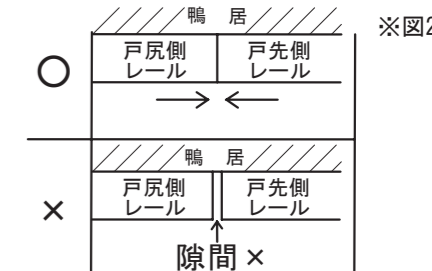 鴨 居
※図2
○
戸尻側 戸先側
レール レール
→ ←
鴨 居
×
戸尻側 戸先側
レール レール
↑
隙間×